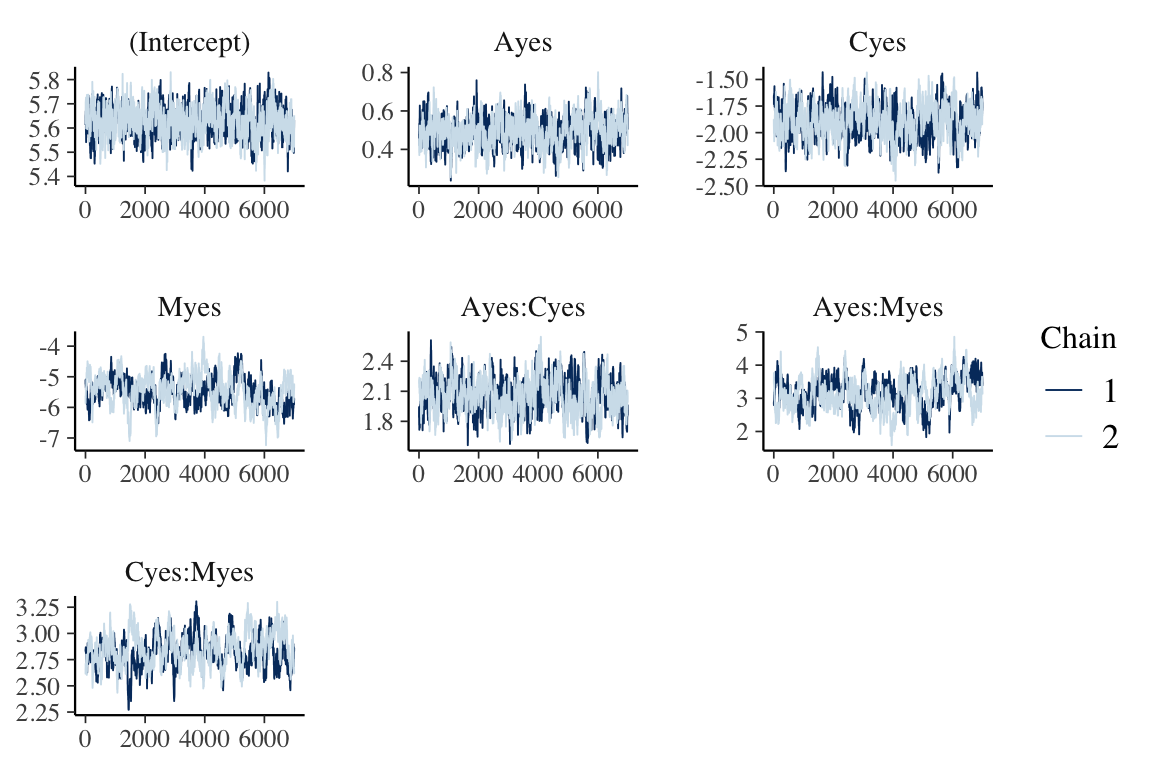 (Intercept) Ayes Cyes
5.8 5.7 5.6 5.5 5.4
0 2000 4000 6000
0.8 0.6 0.4
0 2000 4000 6000
-1.50 -1.75 -2.00 -2.25 -2.50
0 2000 4000 6000
Myes Ayes:Cyes Ayes:Myes
-4 -5 -6 -7
0 2000 4000 6000
2.4 2.1 1.8
0 2000 4000 6000
5 4 3 2
0 2000 4000 6000
Chain
1
2
Cyes:Myes
3.25 3.00 2.75 2.50 2.25
0 2000 4000 6000